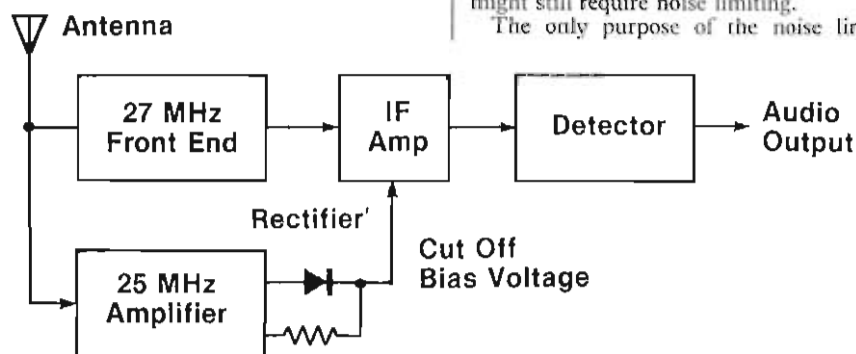 might still require noise limiting.
The only purpose of the noise lim
Antenna
27 MHz
Front End
IF
Amp
Detector
Audio
Output
Rectifier'
Cut Off
Bias Voltage
25 MHz
Amplifier